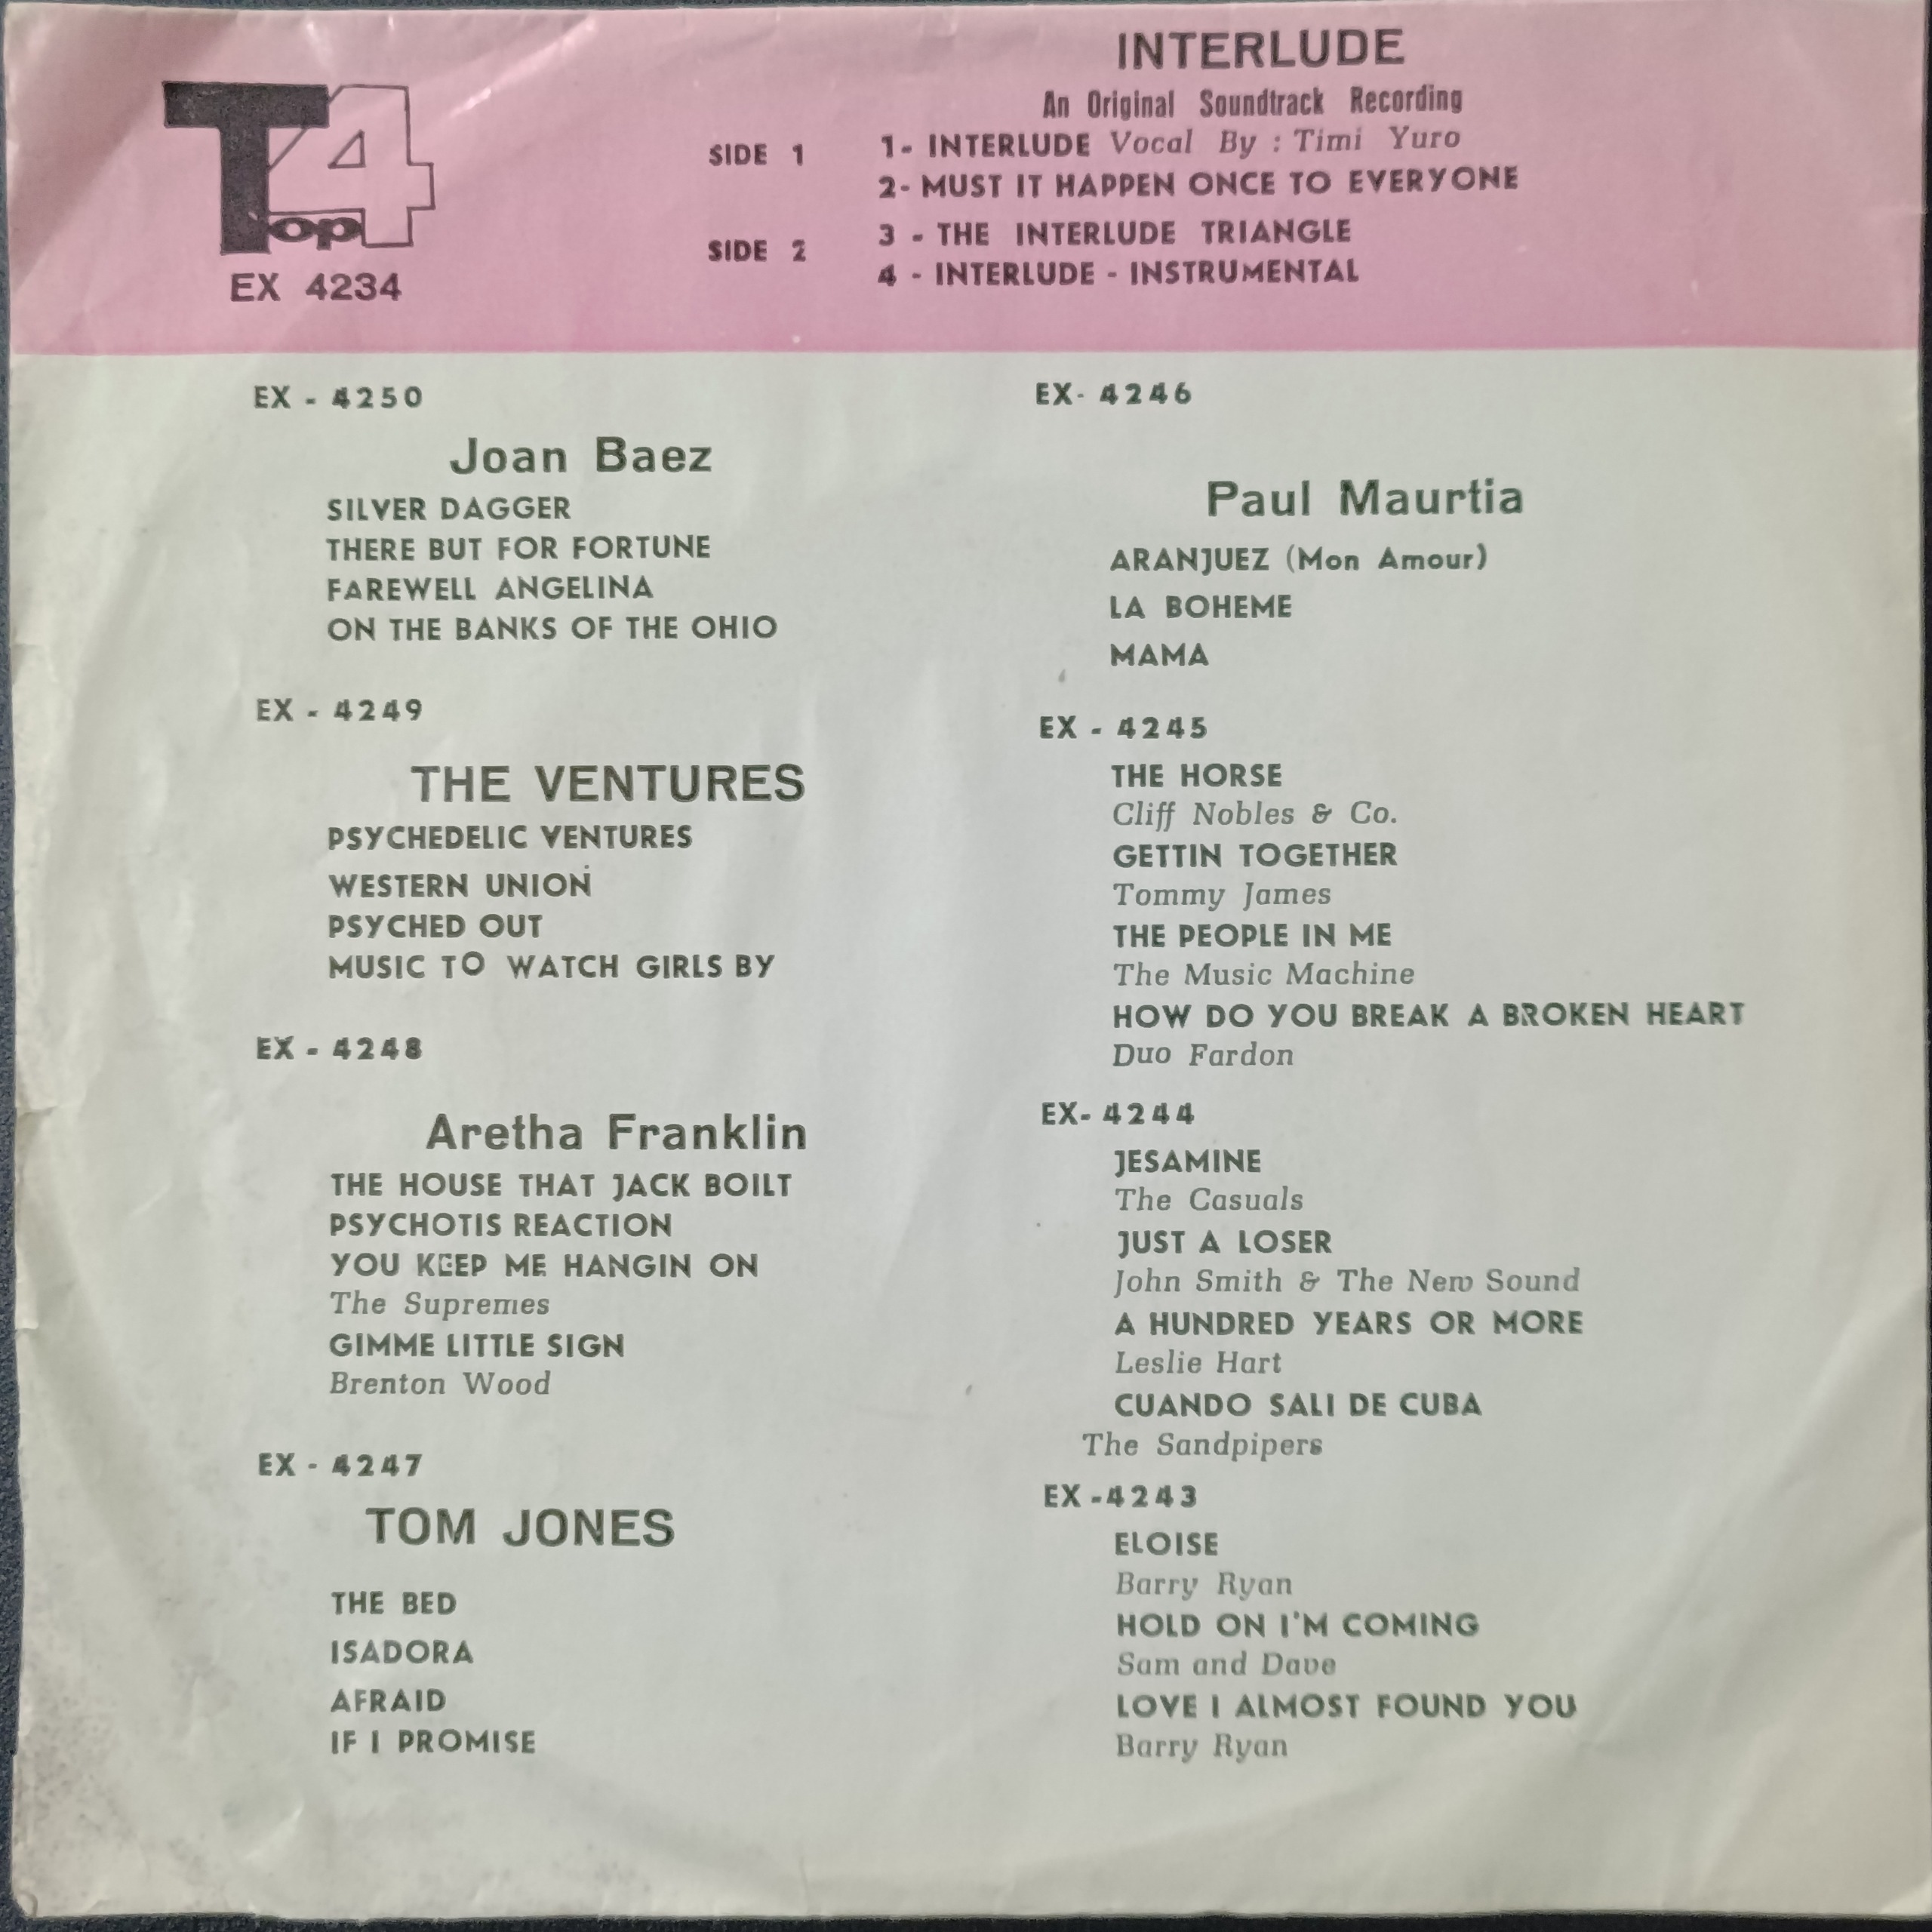 INTERLUDE
An Original Soundtrack Recording
Top 4
EX 4234
SIDE 1
1- INTERLUDE Vocal By : Timi Yuro
2- MUST IT HAPPEN ONCE TO EVERYONE
SIDE 2
3 - THE INTERLUDE TRIANGLE
4 - INTERLUDE - INSTRUMENTAL
EX - 4250
Joan Baez
SILVER DAGGER
THERE BUT FOR FORTUNE
FAREWELL ANGELINA
ON THE BANKS OF THE OHIO
EX - 4249
THE VENTURES
PSYCHEDELIC VENTURES
WESTERN UNION
PSYCHED OUT
MUSIC TO WATCH GIRLS BY
EX - 4248
Aretha Franklin
THE HOUSE THAT JACK BOILT
PSYCHOTIS REACTION
YOU KEEP ME HANGIN ON
The Supremes
GIMME LITTLE SIGN
Brenton Wood
EX - 4247
TOM JONES
THE BED
ISADORA
AFRAID
IF I PROMISE
EX- 4246
Paul Maurtia
ARANJUEZ (Mon Amour)
LA BOHEME
MAMA
EX - 4245
THE HORSE
Cliff Nobles & Co.
GETTIN TOGETHER
Tommy James
THE PEOPLE IN ME
The Music Machine
HOW DO YOU BREAK A BROKEN HEART
Duo Fardon
EX- 4244
JESAMINE
The Casuals
JUST A LOSER
John Smith & The New Sound
A HUNDRED YEARS OR MORE
Leslie Hart
CUANDO SALI DE CUBA
The Sandpipers
EX -4243
ELOISE
Barry Ryan
HOLD ON I'M COMING
Sam and Dave
LOVE I ALMOST FOUND YOU
Barry Ryan